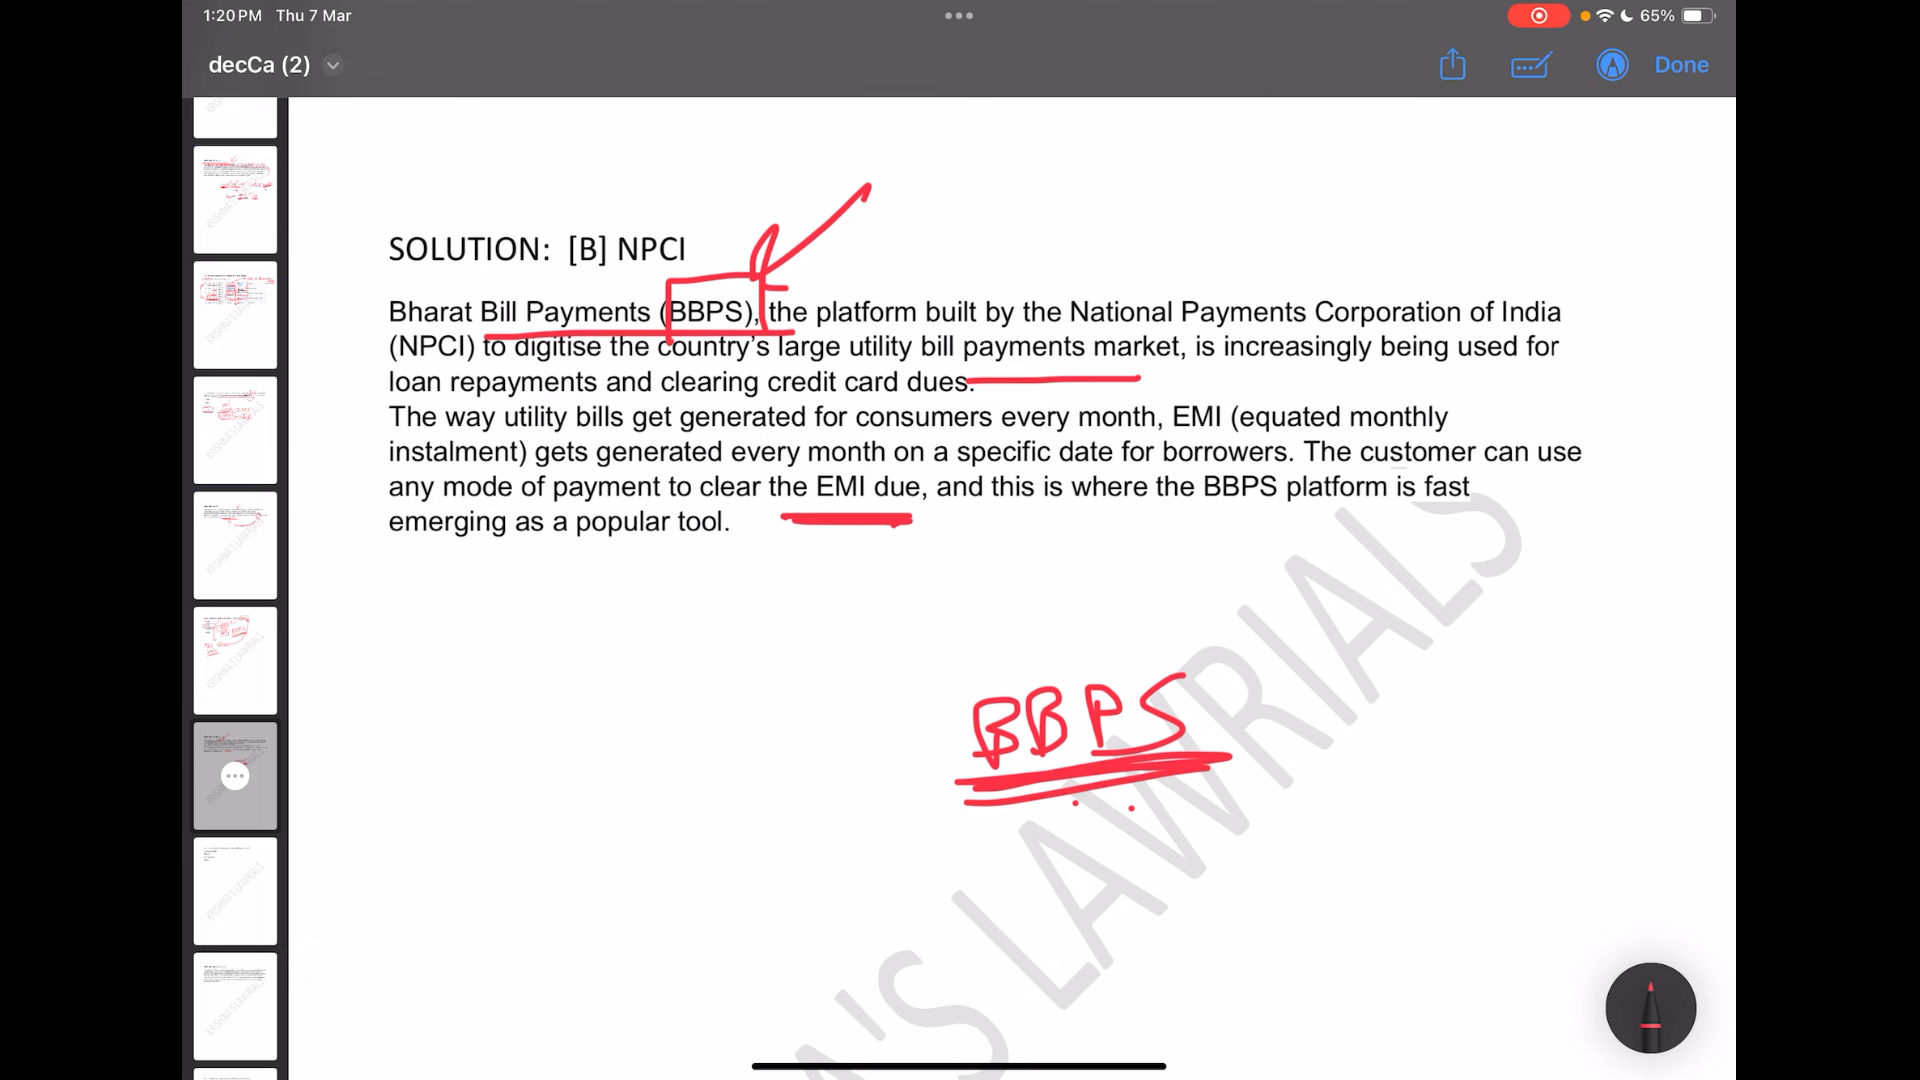 1:20 PM Thu 7 Mar
65%
decCa (2)
Done
SOLUTION: [B] NPCI
Bharat Bill Payments (BBPS), the platform built by the National Payments Corporation of India
(NPCI) to digitise the country's large utility bill payments market, is increasingly being used for
loan repayments and clearing credit card dues.
The way utility bills get generated for consumers every month, EMI (equated monthly
instalment) gets generated every month on a specific date for borrowers. The customer can use
any mode of payment to clear the EMI due, and this is where the BBPS platform is fast
emerging as a popular tool.
BBPS
A'S LAWRIALS